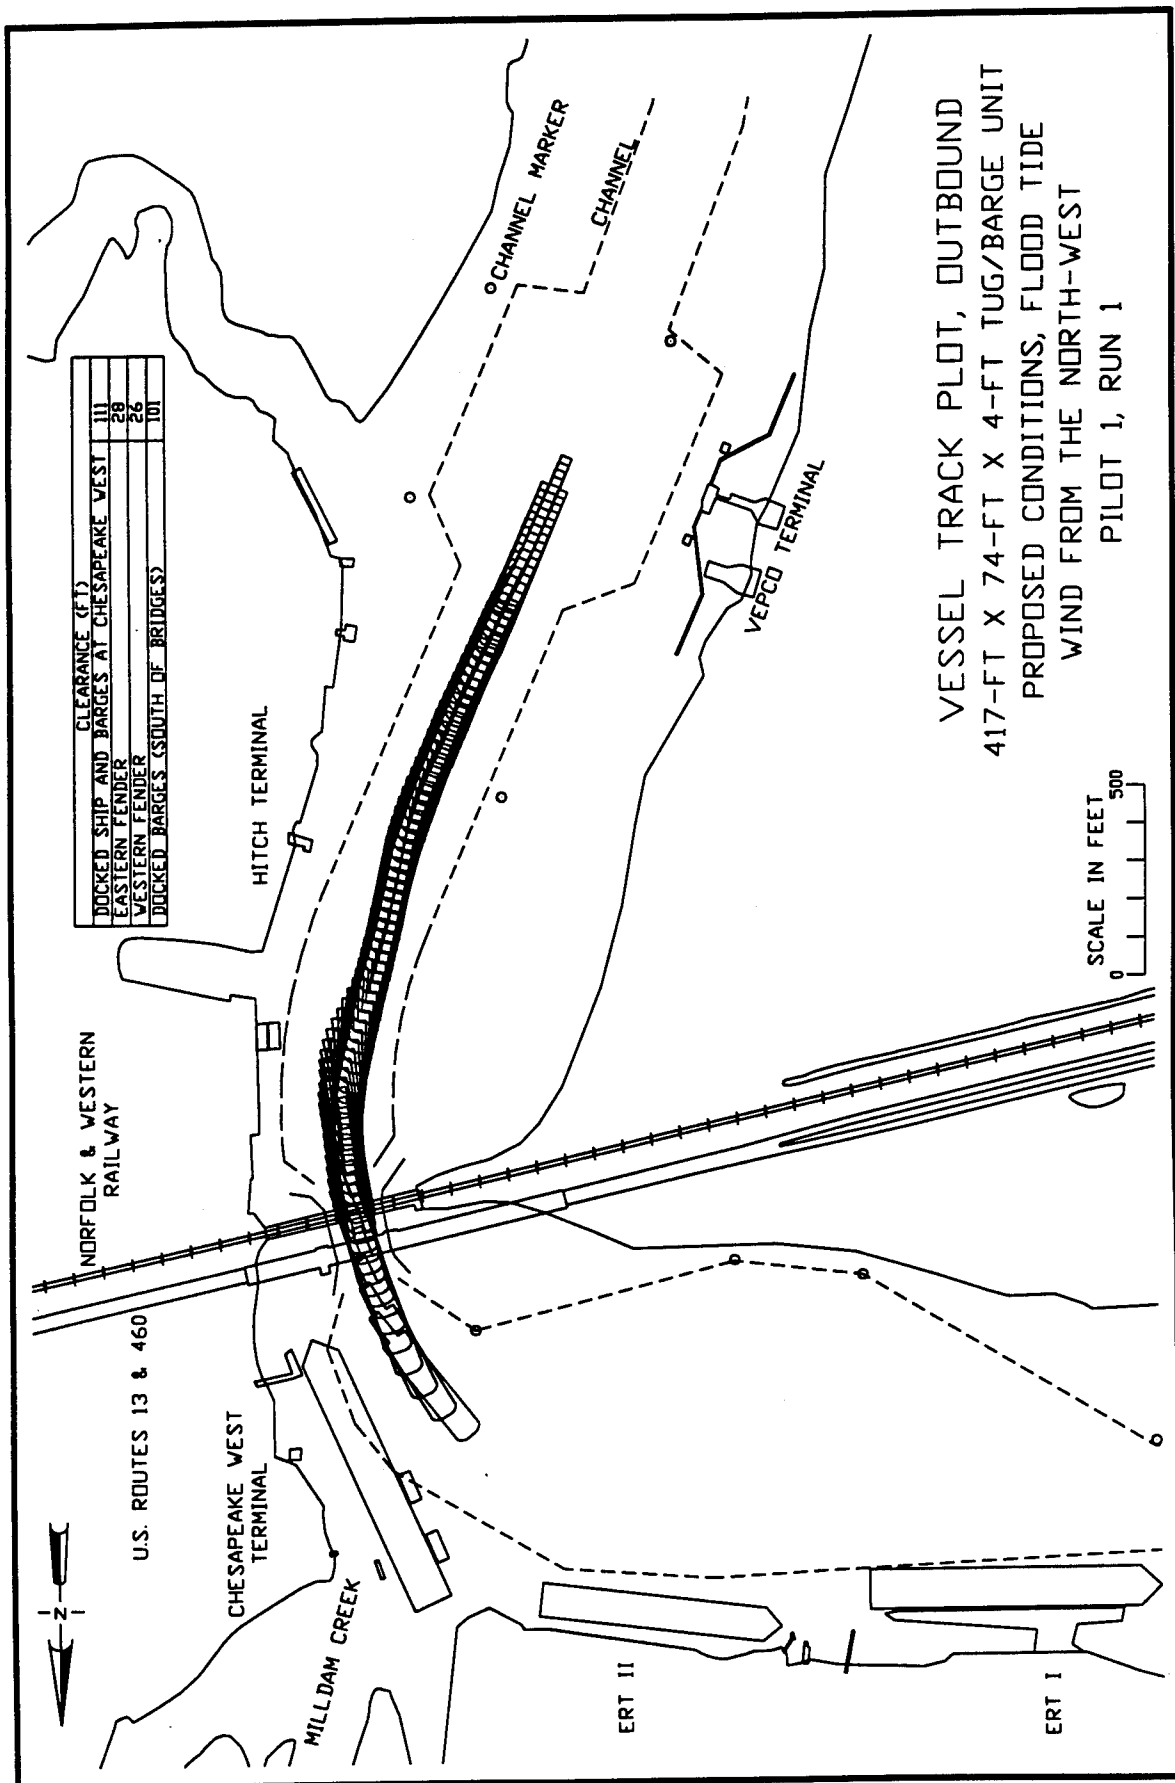 CLEARANCE (FT)
DOCKED SHIP AND BARGES AT CHESAPEAKE WEST 111
EASTERN FENDER 28
WESTERN FENDER 26
DOCKED BARGES (SOUTH OF BRIDGES) 101
N
U.S. ROUTES 13 & 460
NORFOLK & WESTERN
RAILWAY
HITCH TERMINAL
CHESAPEAKE WEST
TERMINAL
MILLDAM CREEK
CHANNEL MARKER
CHANNEL
VEPCO TERMINAL
ERT II
ERT I
SCALE IN FEET
0 500
VESSEL TRACK PLOT, OUTBOUND
417-FT X 74-FT X 4-FT TUG/BARGE UNIT
PROPOSED CONDITIONS, FLOOD TIDE
WIND FROM THE NORTH-WEST
PILOT 1, RUN 1